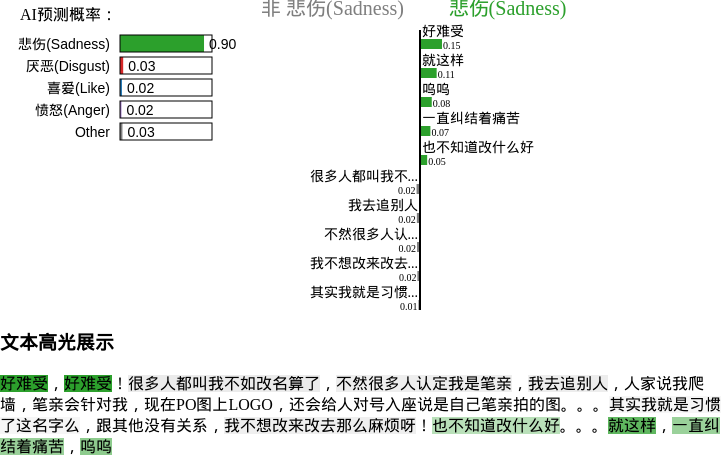 AI预测概率：
悲伤(Sadness) 0.90
厌恶(Disgust) 0.03
喜爱(Like) 0.02
愤怒(Anger) 0.02
Other 0.03
非 悲伤(Sadness) 悲伤(Sadness)
好难受
0.15
就这样
0.11
呜呜
0.08
一直纠结着痛苦
0.07
也不知道改什么好
0.05
很多人都叫我不...
0.02
我去追别人
0.02
不然很多人认...
0.02
我不想改来改去...
0.02
其实我就是习惯...
0.01
文本高光展示
好难受，好难受！很多人都叫我不如改名算了，不然很多人认定我是笔亲，我去追别人，人家说我爬
墙，笔亲会针对我，现在PO图上LOGO，还会给人对号入座说是自己笔亲拍的图。。。其实我就是习惯
了这名字么，跟其他没有关系，我不想改来改去那么麻烦呀！也不知道改什么好。。。就这样，一直纠
结着痛苦，呜呜